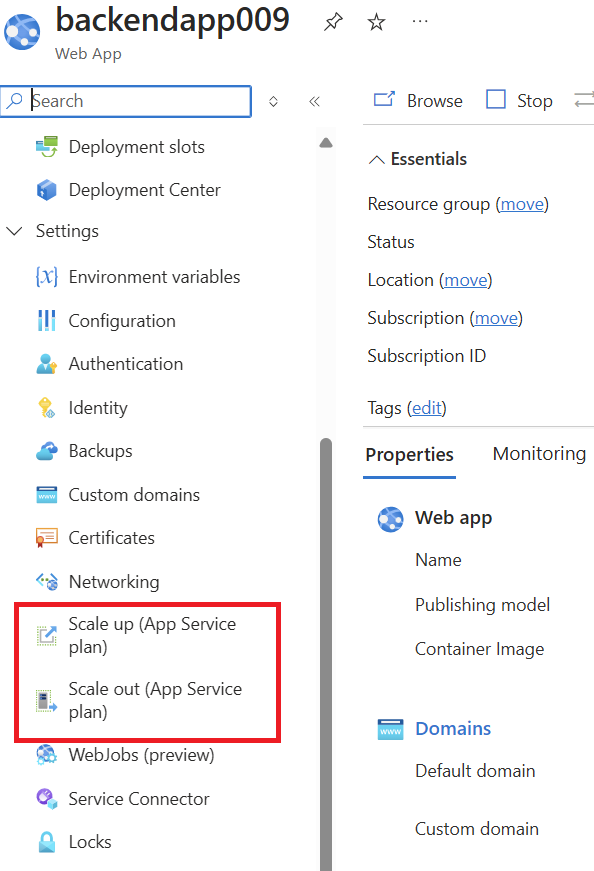 backendapp009
Web App
Search
Deployment slots
Deployment Center
Settings
Environment variables
Configuration
Authentication
Identity
Backups
Custom domains
Certificates
Networking
Scale up (App Service
plan)
Scale out (App Service
plan)
WebJobs (preview)
Service Connector
Locks
Browse
Stop
Essentials
Resource group (move)
Status
Location (move)
Subscription (move)
Subscription ID
Tags (edit)
Properties
Monitoring
Web app
Name
Publishing model
Container Image
Domains
Default domain
Custom domain